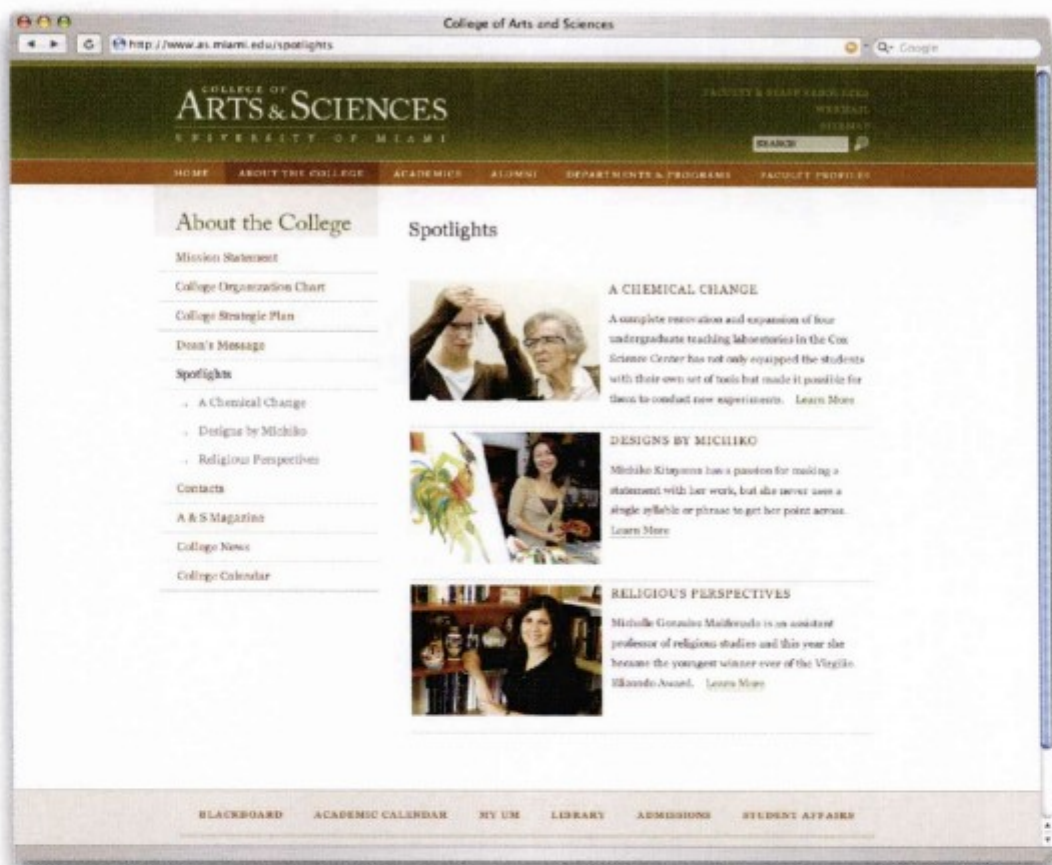 College of Arts and Sciences
http://www.as.miami.edu/spotlights
Google
COLLEGE OF
ARTS & SCIENCES
UNIVERSITY OF MIAMI
FACULTY & STAFF RESOURCES
WEBMAIL
SITEMAP
SEARCH
HOME ABOUT THE COLLEGE ACADEMICS ALUMNI DEPARTMENTS & PROGRAMS FACULTY PROFILES
About the College
Mission Statement
College Organization Chart
College Strategic Plan
Dean's Message
Spotlights
A Chemical Change
Designs by Michiko
Religious Perspectives
Contacts
A & S Magazine
College News
College Calendar
Spotlights
A CHEMICAL CHANGE
A complete renovation and expansion of four
undergraduate teaching laboratories in the Cox
Science Center has not only equipped the students
with their own set of tools but made it possible for
them to conduct new experiments. Learn More
DESIGNS BY MICHIKO
Michiko Kitayama has a passion for making a
statement with her work, but she never uses a
single syllable or phrase to get her point across.
Learn More
RELIGIOUS PERSPECTIVES
Michelle Gonzalez Maldonado is an assistant
professor of religious studies and this year she
became the youngest winner ever of the Virgilio
Elizondo Award. Learn More
BLACKBOARD ACADEMIC CALENDAR MY UM LIBRARY ADMISSIONS STUDENT AFFAIRS